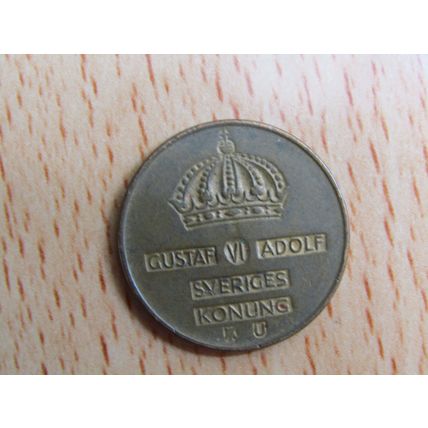 GUSTAF VI ADOLF
SVERIGES
KONUNG
U